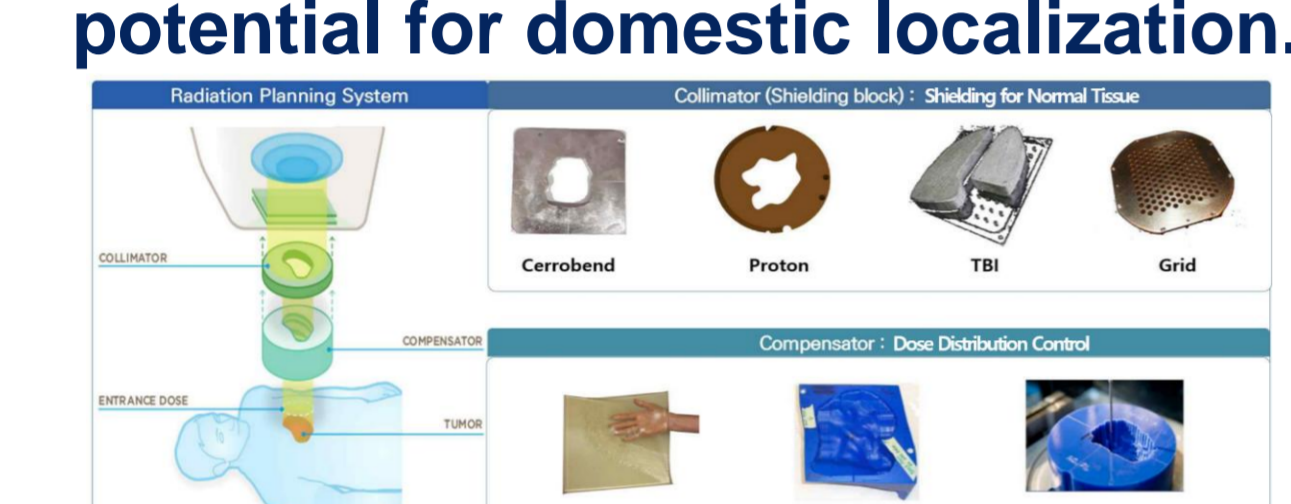 potential for domestic localization.
Radiation Planning System
Collimator (Shielding block) : Shielding for Normal Tissue
COLLIMATOR
Cerrobend
Proton
TBI
Grid
COMPENSATOR
Compensator : Dose Distribution Control
ENTRANCE DOSE
TUMOR